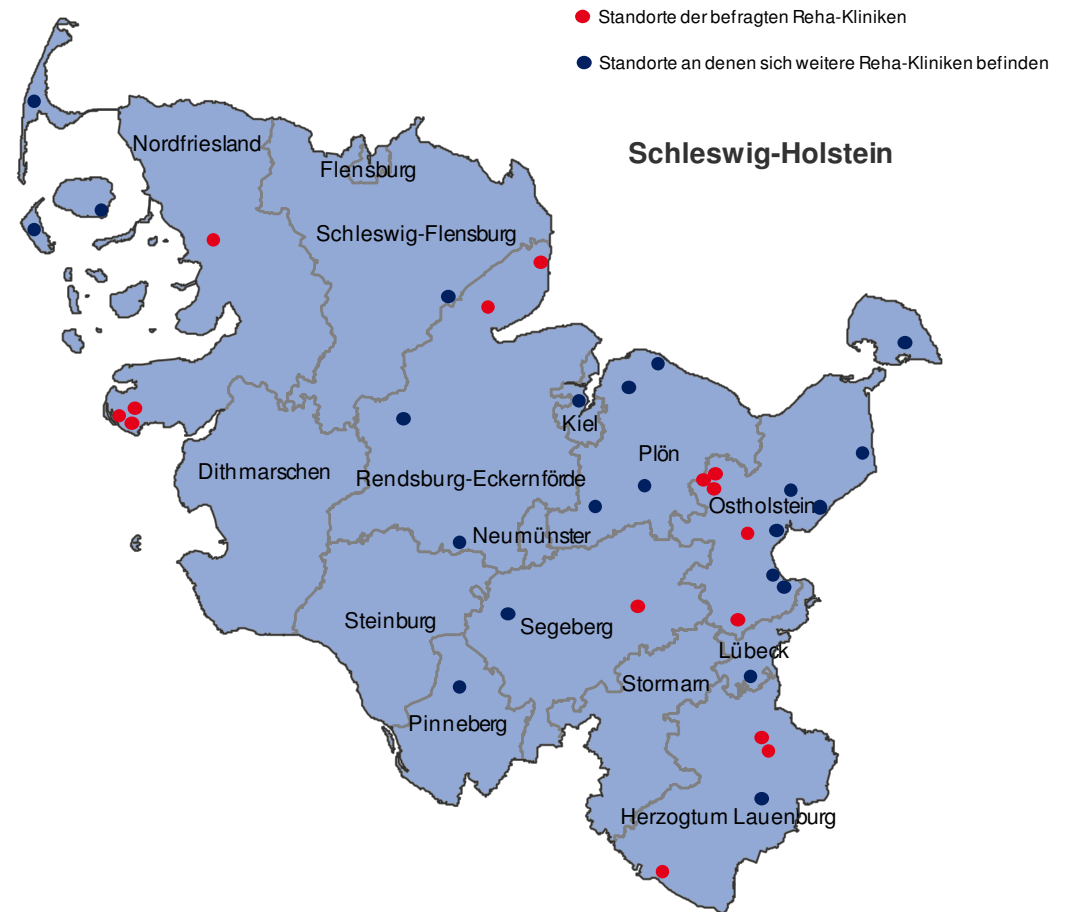 Standorte der befragten Reha-Kliniken
Standorte an denen sich weitere Reha-Kliniken befinden
Schleswig-Holstein
Nordfriesland
Flensburg
Schleswig-Flensburg
Kiel
Plön
Dithmarschen
Rendsburg-Eckernförde
Ostholstein
Neumünster
Steinburg
Segeberg
Lübeck
Stormarn
Pinneberg
Herzogtum Lauenburg